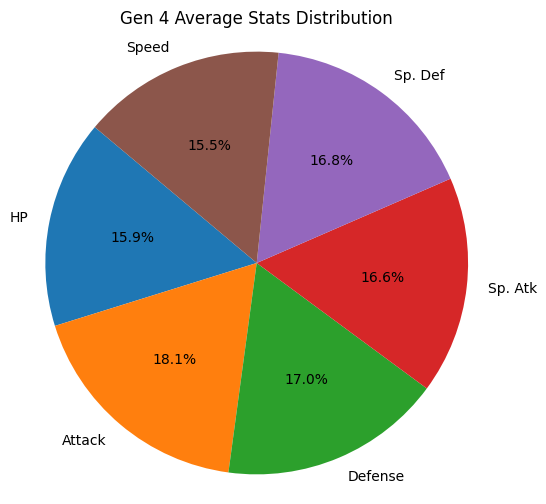 Gen 4 Average Stats Distribution
Speed
Sp. Def
15.5%
16.8%
HP
15.9%
16.6%
Sp. Atk
18.1%
17.0%
Attack
Defense